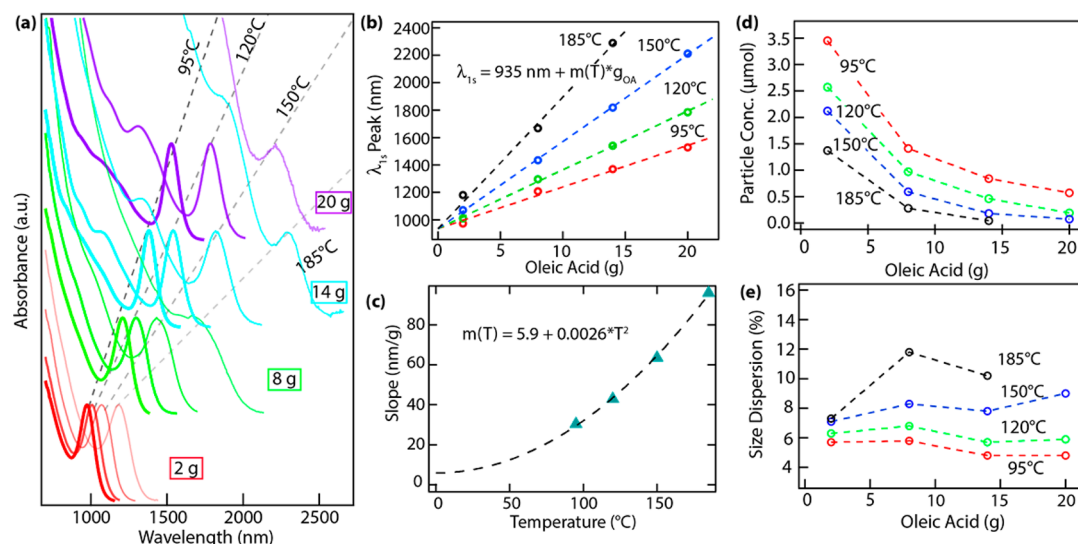 (a)
95°C
120°C
150°C
185°C
20 g
14 g
8 g
2 g
Absorbance (a.u.)
1000 1500 2000 2500
Wavelength (nm)
(b)
2400
2200
2000
1800
1600
1400
1200
1000
λ1s Peak (nm)
185°C
150°C
λ1s = 935 nm + m(T)*gOA
120°C
95°C
0 5 10 15 20
Oleic Acid (g)
(c)
80
60
40
20
0
Slope (nm/g)
m(T) = 5.9 + 0.0026*T²
0 50 100 150
Temperature (°C)
(d)
3.5
3.0
2.5
2.0
1.5
1.0
0.5
0.0
Particle Conc. (μmol)
95°C
120°C
150°C
185°C
0 5 10 15 20
Oleic Acid (g)
(e)
16
14
12
10
8
6
4
Size Dispersion (%)
185°C
150°C
120°C
95°C
0 5 10 15 20
Oleic Acid (g)